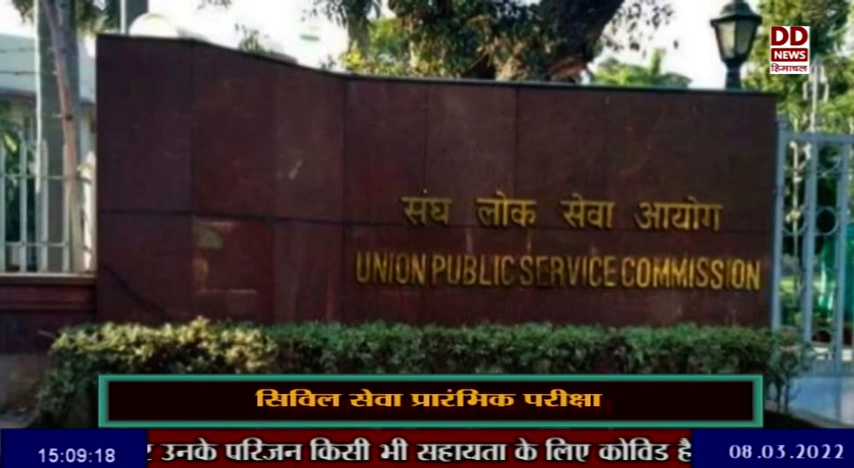 DD
NEWS
हिमाचल
संघ लोक सेवा आयोग
UNION PUBLIC SERVICE COMMISSION
सिविल सेवा प्रारंभिक परीक्षा
15:09:18
उनके परिजन किसी भी सहायता के लिए कोविड है
08.03.2022